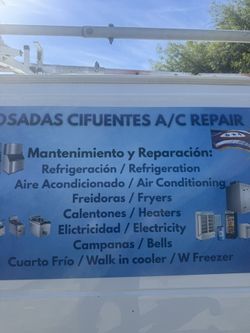 OSADAS CIFUENTES A/C REPAIR
Mantenimiento y Reparación:
Refrigeración / Refrigeration
Aire Acondicionado / Air Conditioning
Freidoras / Fryers
Calentones / Heaters
Elictricidad / Electricity
Campanas / Bells
Cuarto Frío / Walk in cooler / W Freezer